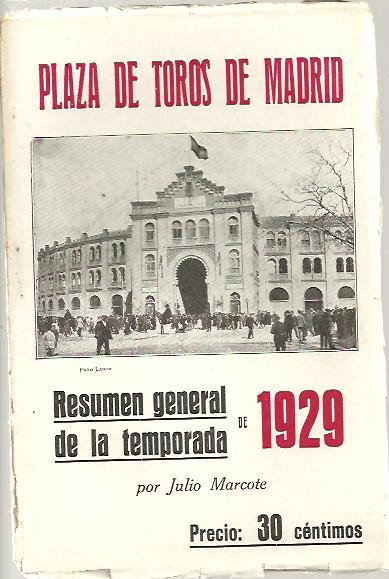 PLAZA DE TOROS DE MADRID
Resumen general
de la temporada
DE 1929
por Julio Marcote
Precio: 30 céntimos